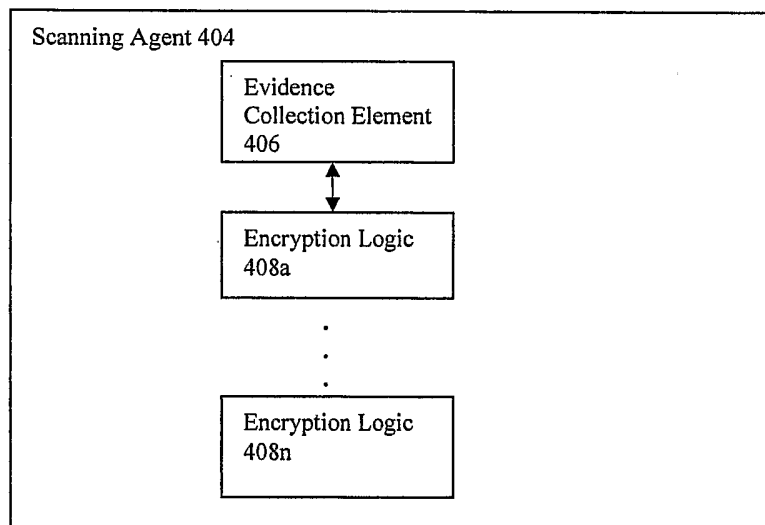 Scanning Agent 404
Evidence
Collection Element
406
Encryption Logic
408a
Encryption Logic
408n